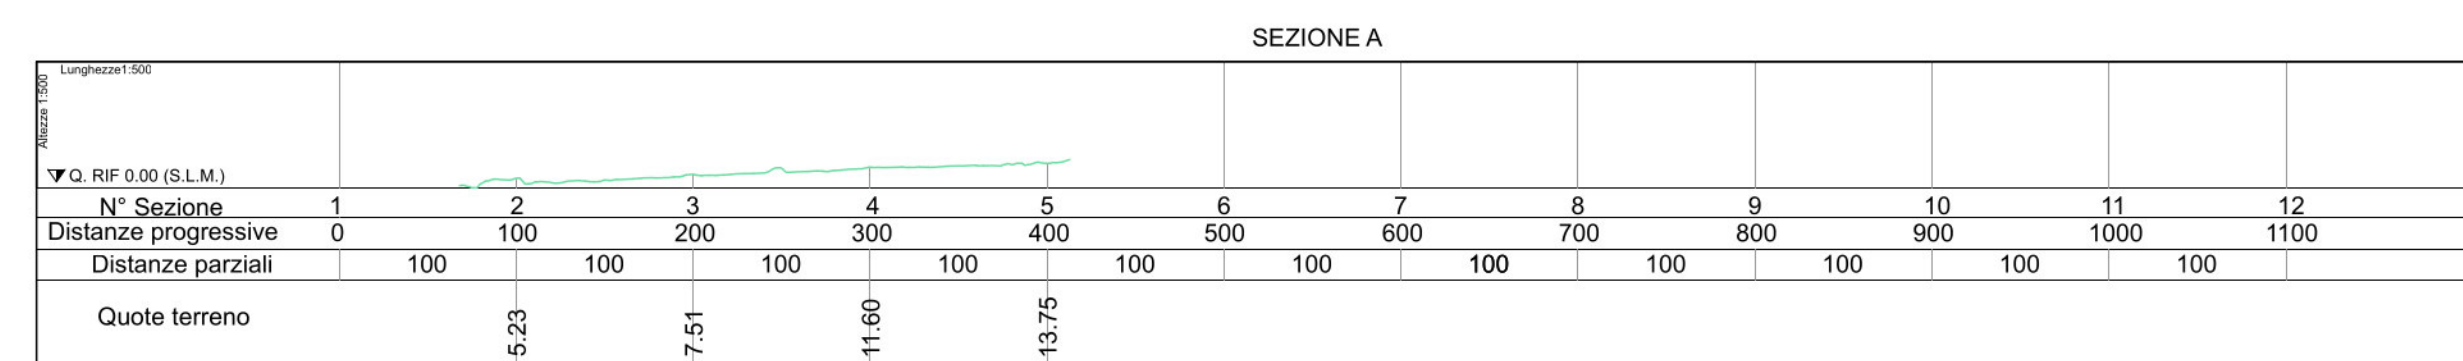 SEZIONE A
Lunghezze1:500
Altezze 1:500
Q. RIF 0.00 (S.L.M.)
N° Sezione 1 2 3 4 5 6 7 8 9 10 11 12
Distanze progressive 0 100 200 300 400 500 600 700 800 900 1000 1100
Distanze parziali 100 100 100 100 100 100 100 100 100 100 100
Quote terreno 5.23 7.51 11.60 13.75